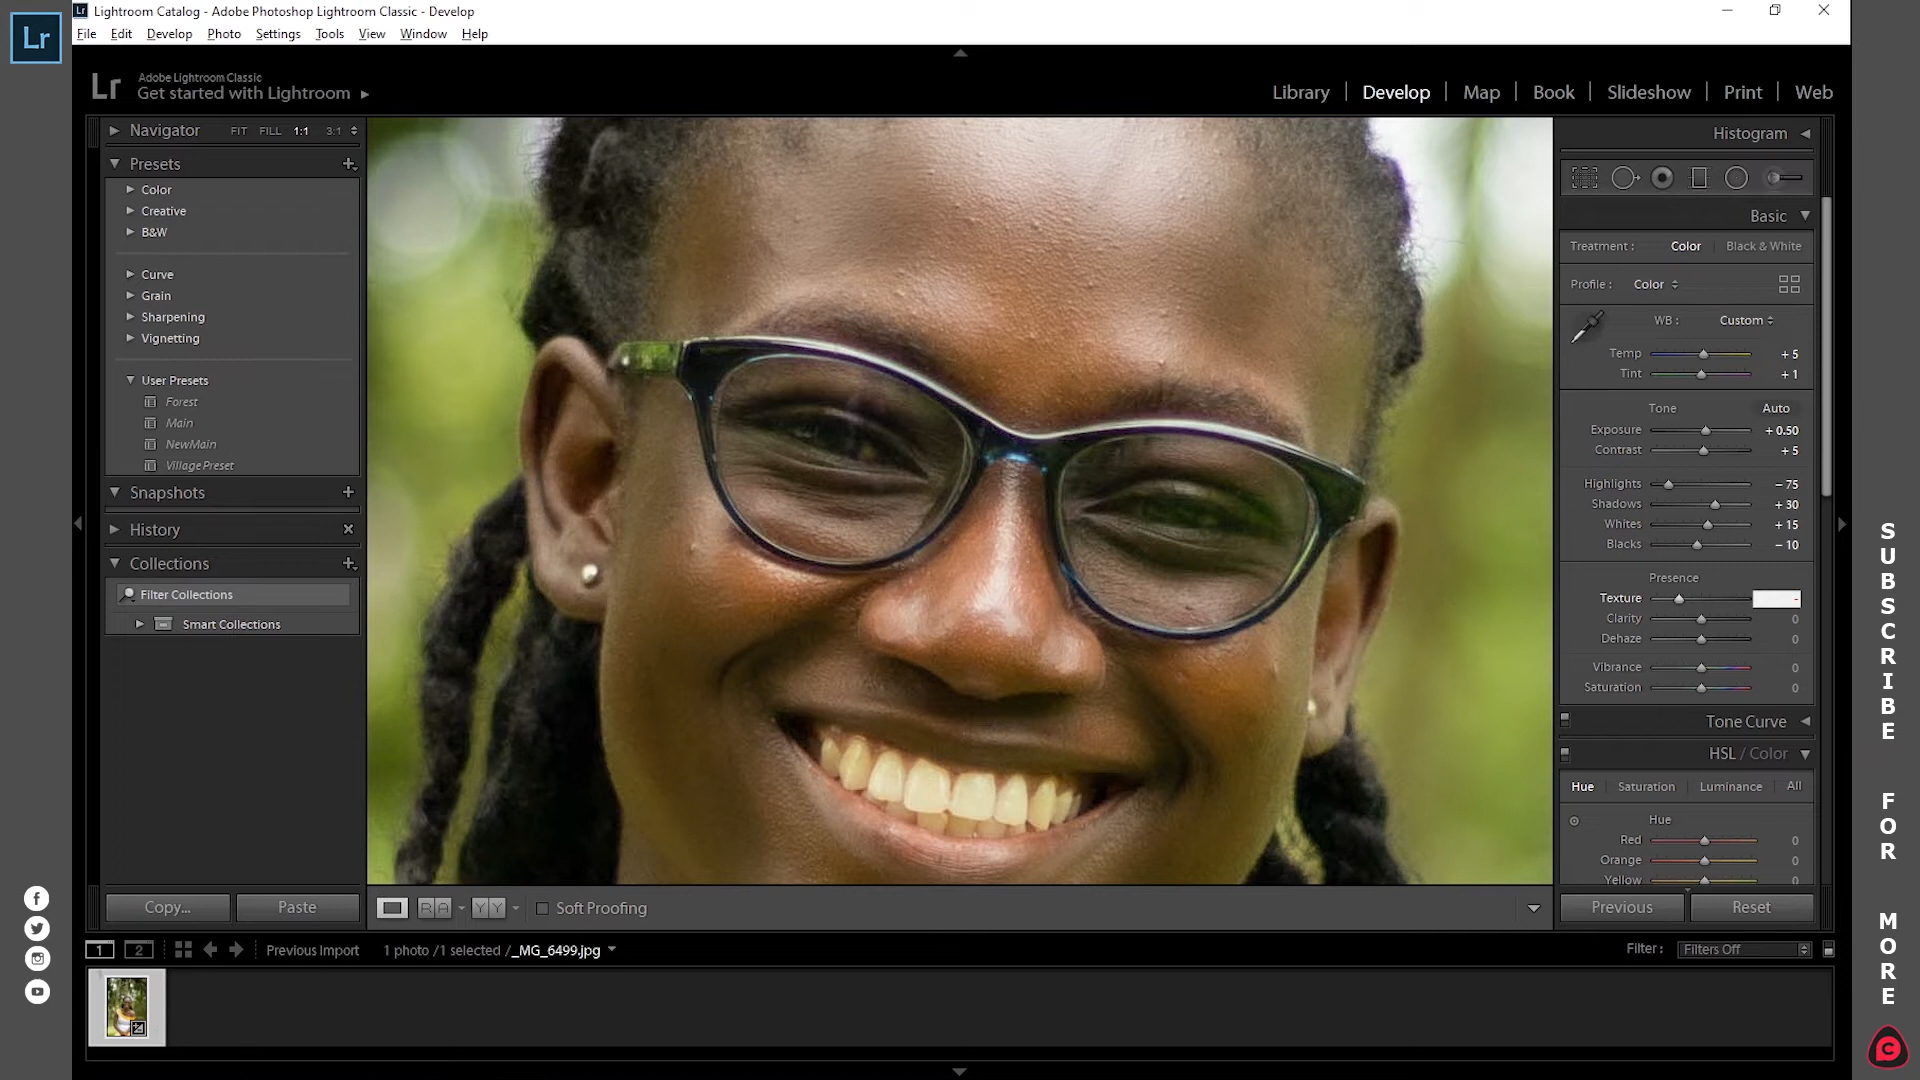 Lr
Lr Lightroom Catalog - Adobe Photoshop Lightroom Classic - Develop
File Edit Develop Photo Settings Tools View Window Help
Lr
Adobe Lightroom Classic
Get started with Lightroom
Library | Develop | Map | Book | Slideshow | Print | Web
Navigator FIT FILL 1:1 3:1
Presets
Color
Creative
B&W
Curve
Grain
Sharpening
Vignetting
User Presets
Forest
Main
NewMain
Village Preset
Snapshots
History
Collections
Filter Collections
Smart Collections
Copy...
Paste
RA
YY
Soft Proofing
Histogram
Basic
Treatment : Color Black & White
Profile : Color
WB : Custom
Temp + 5
Tint + 1
Tone Auto
Exposure + 0.50
Contrast + 5
Highlights - 75
Shadows + 30
Whites + 15
Blacks - 10
Presence
Texture -
Clarity 0
Dehaze 0
Vibrance 0
Saturation 0
Tone Curve
HSL / Color
Hue Saturation Luminance All
Hue
Red 0
Orange 0
Yellow
Previous
Reset
1 2 Previous Import 1 photo /1 selected /_MG_6499.jpg
Filter : Filters Off
SUBSCRIBE
FOR
MORE